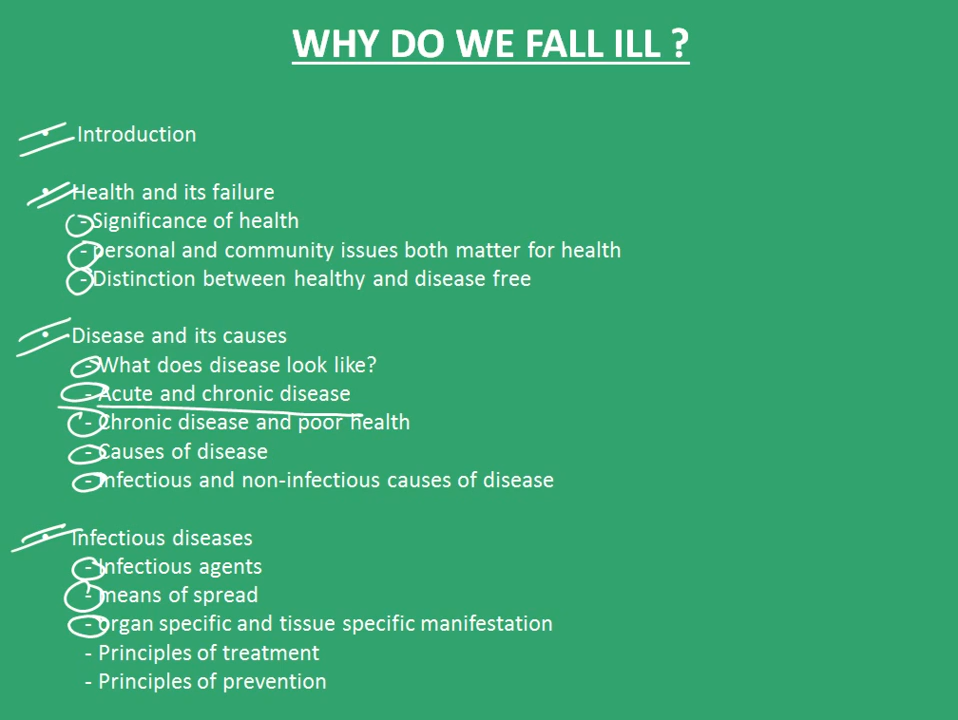 WHY DO WE FALL ILL ?
• Introduction
• Health and its failure
- Significance of health
- personal and community issues both matter for health
- Distinction between healthy and disease free
• Disease and its causes
- What does disease look like?
- Acute and chronic disease
- Chronic disease and poor health
- Causes of disease
- Infectious and non-infectious causes of disease
• Infectious diseases
- Infectious agents
- means of spread
- organ specific and tissue specific manifestation
- Principles of treatment
- Principles of prevention